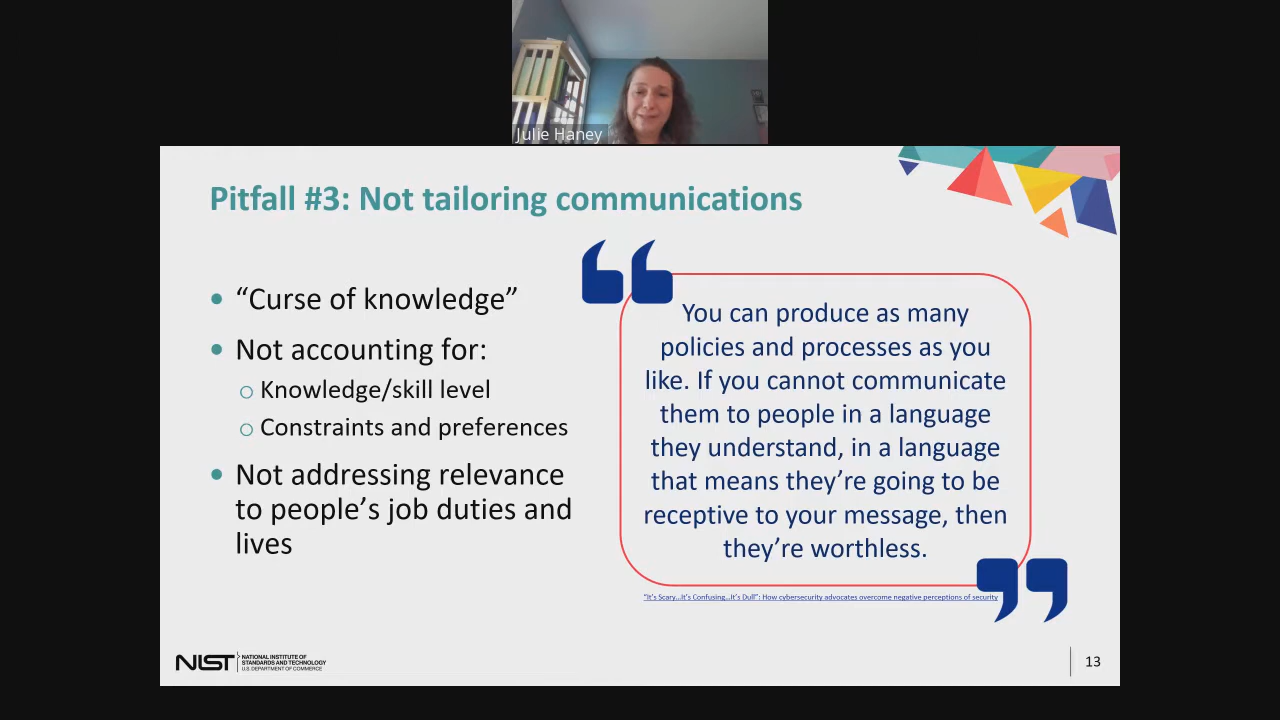 Julie Haney
Pitfall #3: Not tailoring communications
• “Curse of knowledge”
• Not accounting for:
o Knowledge/skill level
o Constraints and preferences
• Not addressing relevance
to people’s job duties and
lives
“
You can produce as many
policies and processes as you
like. If you cannot communicate
them to people in a language
they understand, in a language
that means they’re going to be
receptive to your message, then
they’re worthless.
”
“It’s Scary...It’s Confusing...It’s Dull”: How cybersecurity advocates overcome negative perceptions of security
NIST
NATIONAL INSTITUTE OF
STANDARDS AND TECHNOLOGY
U.S. DEPARTMENT OF COMMERCE
13